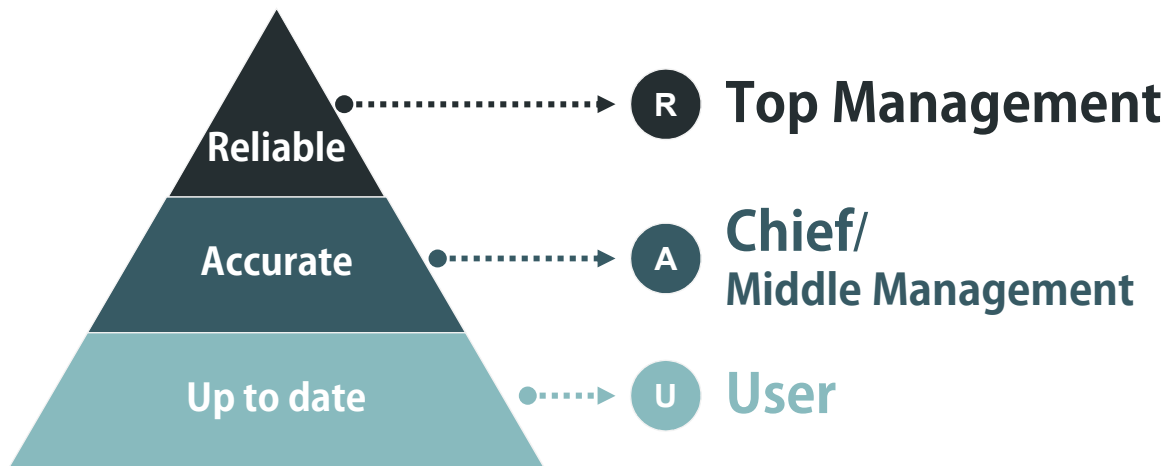 Reliable
R
Top Management
Accurate
A
Chief/
Middle Management
Up to date
U
User